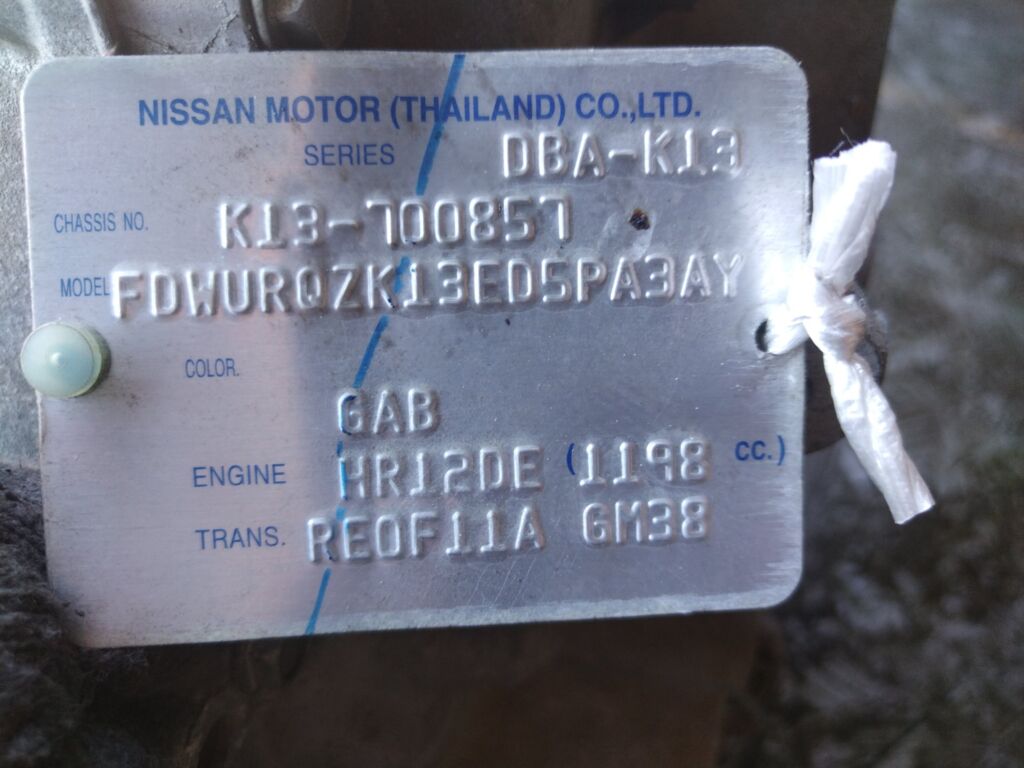 NISSAN MOTOR (THAILAND) CO.,LTD.
SERIES DBA-K13
CHASSIS NO. K13-700857
MODEL FDWURQZK13ED5PA3AY
COLOR.
GAB
ENGINE HR12DE (1198 CC.)
TRANS. RE0F11A GM38